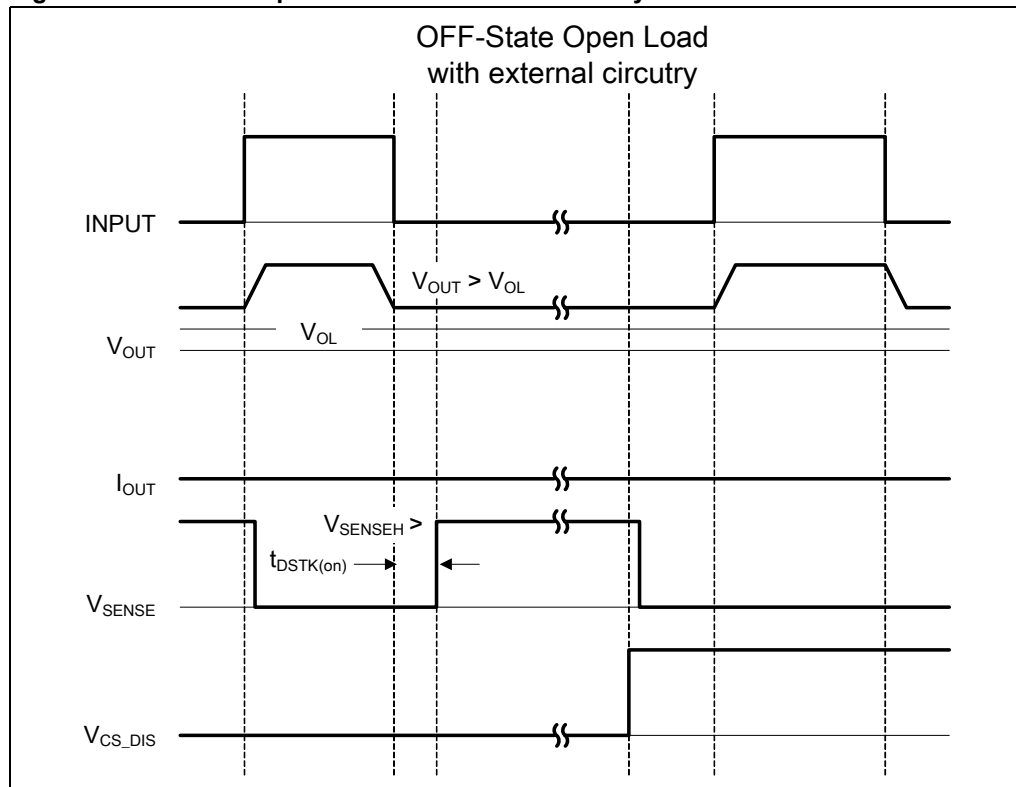 OFF-State Open Load
with external circutry
INPUT
V_OUT > V_OL
V_OL
V_OUT
I_OUT
V_SENSEH >
t_DSTK(on)
V_SENSE
V_CS_DIS